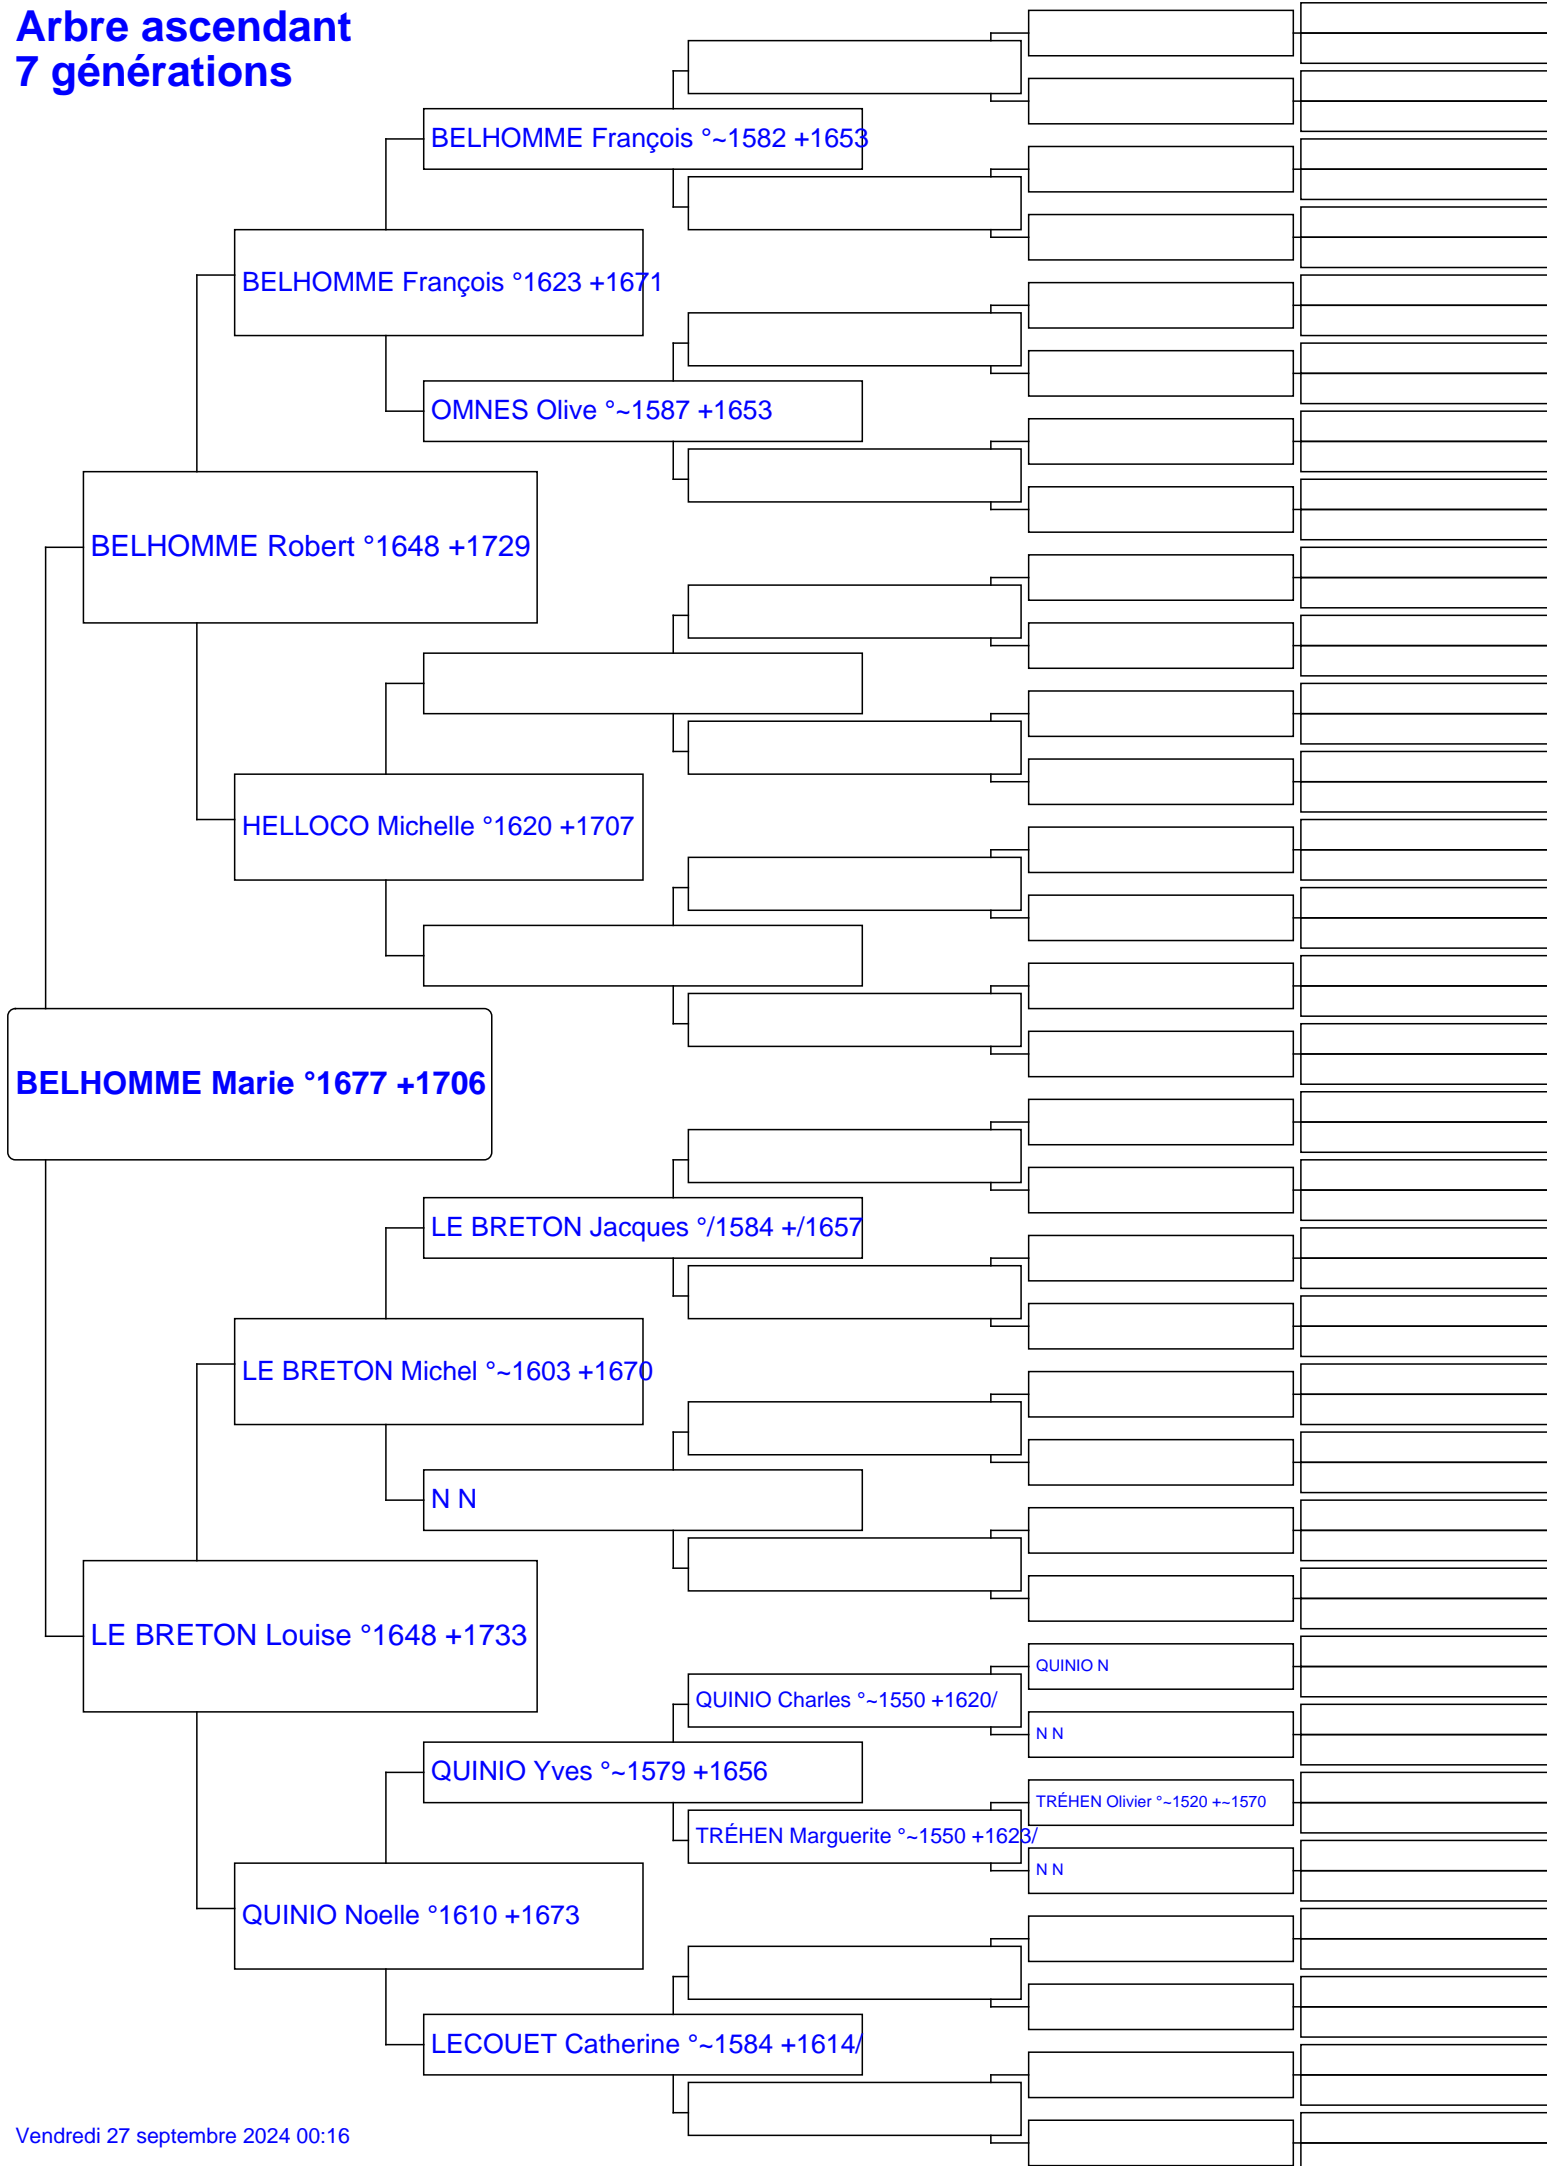 Arbre ascendant
7 générations
BELHOMME François °~1582 +1653
BELHOMME François °1623 +1671
OMNES Olive °~1587 +1653
BELHOMME Robert °1648 +1729
HELLOCO Michelle °1620 +1707
BELHOMME Marie °1677 +1706
LE BRETON Jacques °/1584 +/1657
LE BRETON Michel °~1603 +1670
N N
LE BRETON Louise °1648 +1733
QUINIO N
QUINIO Charles °~1550 +1620/
N N
QUINIO Yves °~1579 +1656
TRÉHEN Olivier °~1520 +~1570
TRÉHEN Marguerite °~1550 +1623/
N N
QUINIO Noelle °1610 +1673
LECOUET Catherine °~1584 +1614/
Vendredi 27 septembre 2024 00:16